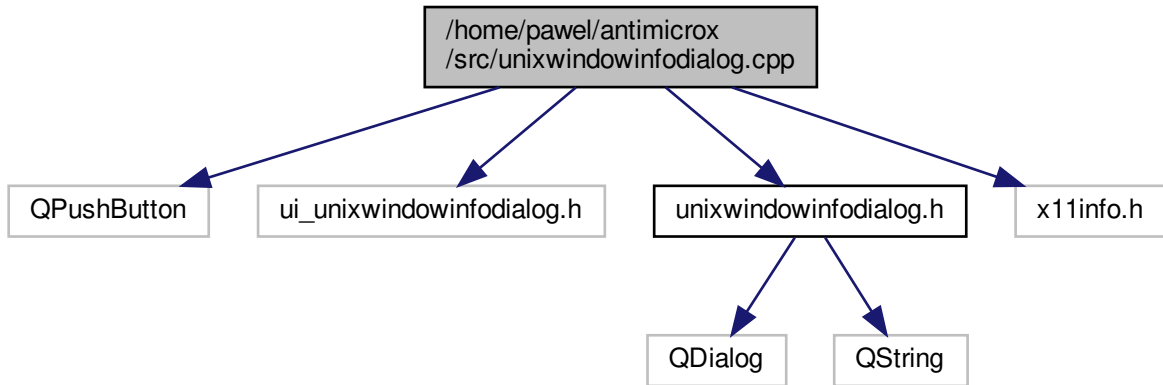 /home/pawel/antimicrox
/src/unixwindowinfodialog.cpp
QPushButton
ui_unixwindowinfodialog.h
unixwindowinfodialog.h
x11info.h
QDialog
QString